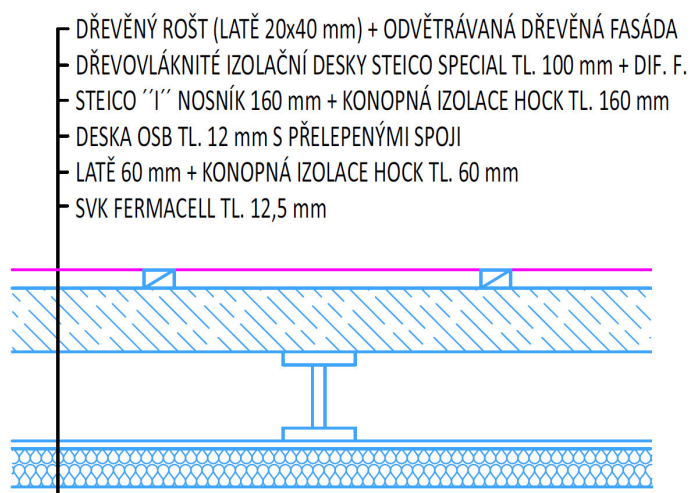 DŘEVĚNÝ ROŠT (LATĚ 20x40 mm) + ODVĚTRÁVANÁ DŘEVĚNÁ FASÁDA
DŘEVOVLÁKNITÉ IZOLAČNÍ DESKY STEICO SPECIAL TL. 100 mm + DIF. F.
STEICO ´´I´´ NOSNÍK 160 mm + KONOPNÁ IZOLACE HOCK TL. 160 mm
DESKA OSB TL. 12 mm S PŘELEPENÝMI SPOJI
LATĚ 60 mm + KONOPNÁ IZOLACE HOCK TL. 60 mm
SVK FERMACELL TL. 12,5 mm